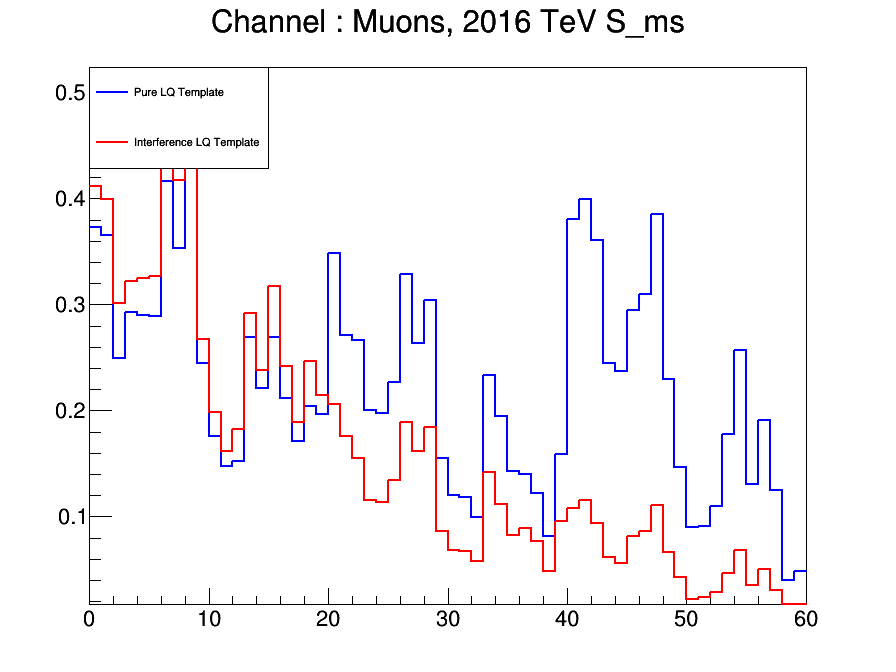 Channel : Muons, 2016 TeV S_ms
0.5
Pure LQ Template
Interference LQ Template
0.4
0.3
0.2
0.1
0 10 20 30 40 50 60